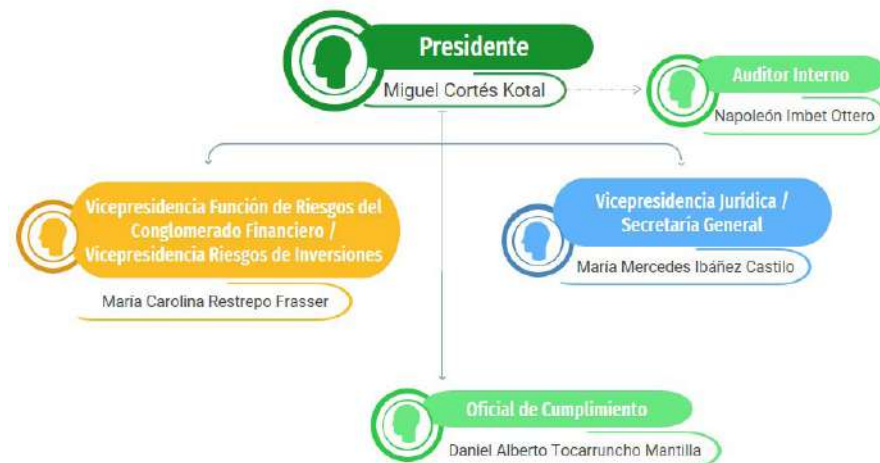 Presidente
Miguel Cortés Kotal
Auditor Interno
Napoleón Imbet Ottero
Vicepresidencia Función de Riesgos del
Conglomerado Financiero /
Vicepresidencia Riesgos de Inversiones
María Carolina Restrepo Frasser
Vicepresidencia Jurídica /
Secretaría General
María Mercedes Ibáñez Castilo
Oficial de Cumplimiento
Daniel Alberto Tocarruncho Mantilla